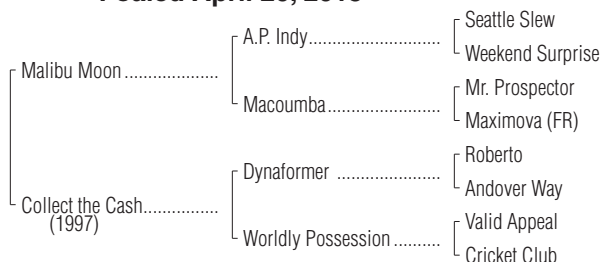 Seattle Slew
A.P. Indy
Weekend Surprise
Malibu Moon
Mr. Prospector
Macoumba
Maximova (FR)
Roberto
Dynaformer
Andover Way
Collect the Cash
(1997)
Valid Appeal
Worldly Possession
Cricket Club